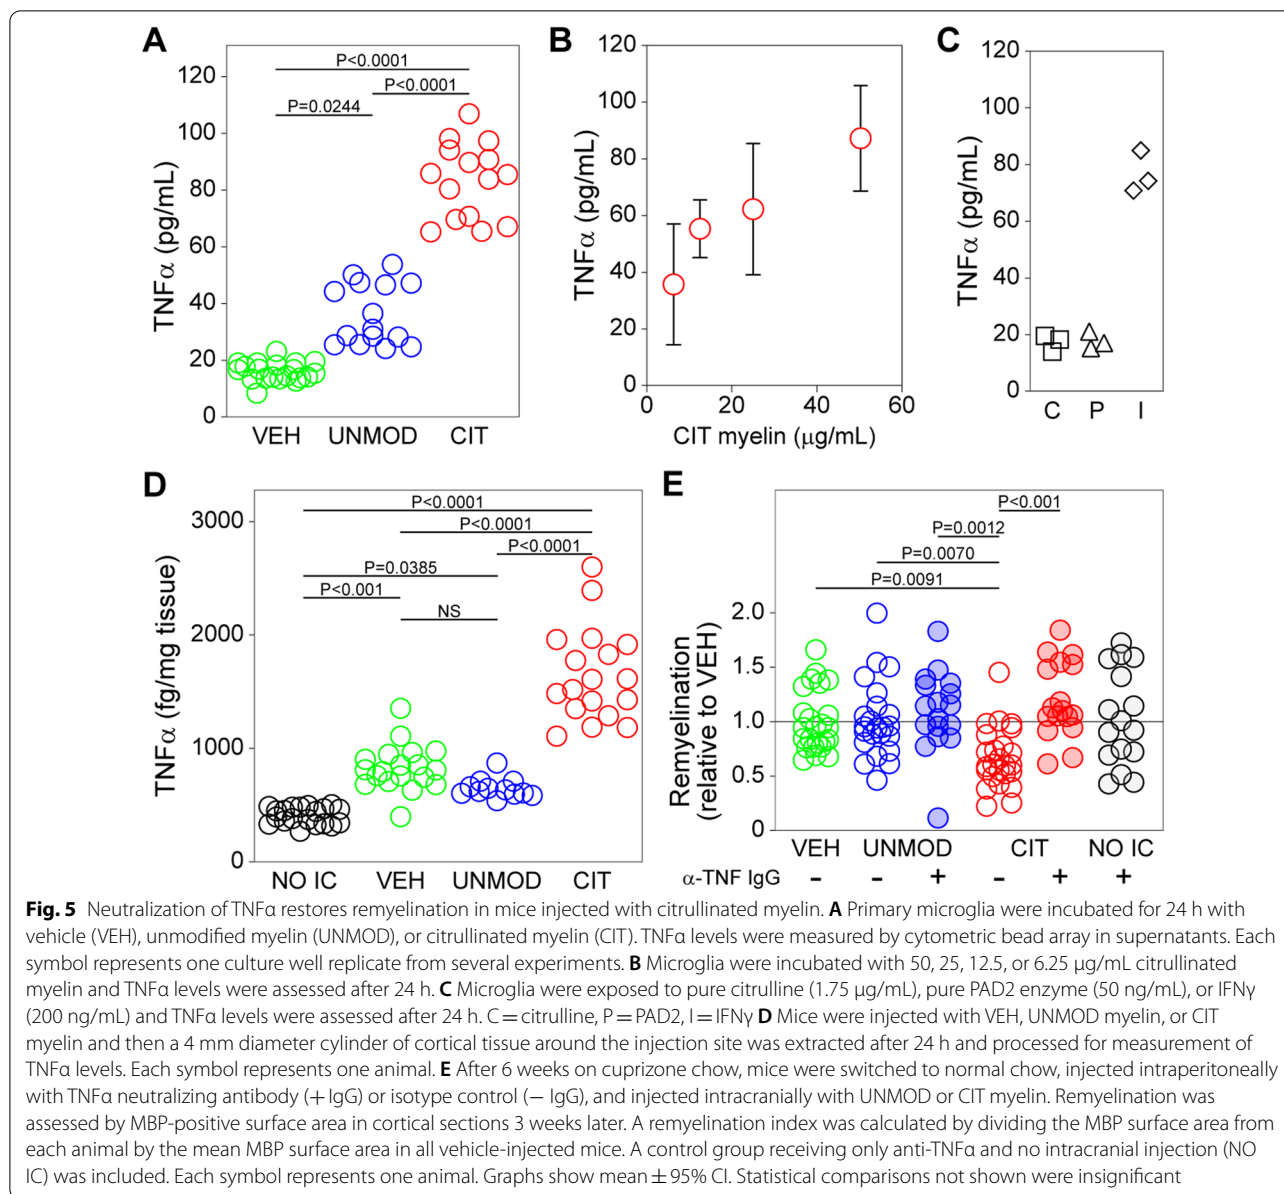 A
TNFα (pg/mL)
120
100
80
60
40
20
0
P<0.0001
P<0.0001
P=0.0244
VEH UNMOD CIT
B
TNFα (pg/mL)
120
100
80
60
40
20
0
0 20 40 60
CIT myelin (μg/mL)
C
TNFα (pg/mL)
120
100
80
60
40
20
0
C P I
D
TNFα (fg/mg tissue)
3000
2000
1000
0
P<0.0001
P<0.0001
P<0.0001
P=0.0385
P<0.001
NS
NO IC VEH UNMOD CIT
E
Remyelination
(relative to VEH)
2.0
1.5
1.0
0.5
0
P<0.001
P=0.0012
P=0.0070
P=0.0091
VEH UNMOD CIT NO IC
α-TNF IgG - - + - + +
Fig. 5 Neutralization of TNFα restores remyelination in mice injected with citrullinated myelin. A Primary microglia were incubated for 24 h with
vehicle (VEH), unmodified myelin (UNMOD), or citrullinated myelin (CIT). TNFα levels were measured by cytometric bead array in supernatants. Each
symbol represents one culture well replicate from several experiments. B Microglia were incubated with 50, 25, 12.5, or 6.25 μg/mL citrullinated
myelin and TNFα levels were assessed after 24 h. C Microglia were exposed to pure citrulline (1.75 μg/mL), pure PAD2 enzyme (50 ng/mL), or IFNγ
(200 ng/mL) and TNFα levels were assessed after 24 h. C = citrulline, P = PAD2, I = IFNγ D Mice were injected with VEH, UNMOD myelin, or CIT
myelin and then a 4 mm diameter cylinder of cortical tissue around the injection site was extracted after 24 h and processed for measurement of
TNFα levels. Each symbol represents one animal. E After 6 weeks on cuprizone chow, mice were switched to normal chow, injected intraperitoneally
with TNFα neutralizing antibody (+ IgG) or isotype control (− IgG), and injected intracranially with UNMOD or CIT myelin. Remyelination was
assessed by MBP-positive surface area in cortical sections 3 weeks later. A remyelination index was calculated by dividing the MBP surface area from
each animal by the mean MBP surface area in all vehicle-injected mice. A control group receiving only anti-TNFα and no intracranial injection (NO
IC) was included. Each symbol represents one animal. Graphs show mean ± 95% CI. Statistical comparisons not shown were insignificant